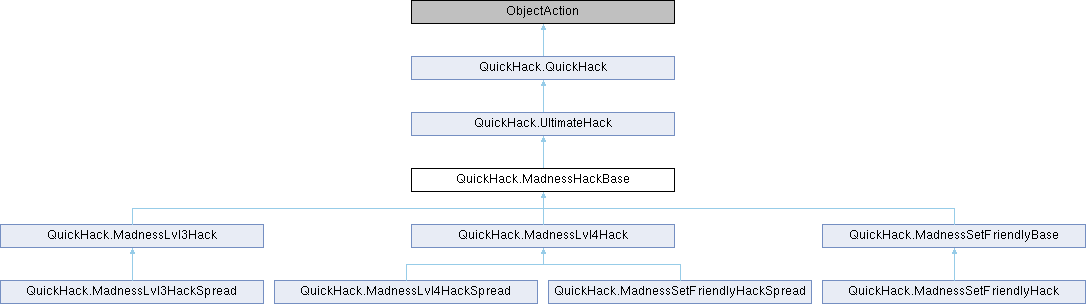 ObjectAction
QuickHack.QuickHack
QuickHack.UltimateHack
QuickHack.MadnessHackBase
QuickHack.MadnessLvl3Hack
QuickHack.MadnessLvl4Hack
QuickHack.MadnessSetFriendlyBase
QuickHack.MadnessLvl3HackSpread
QuickHack.MadnessLvl4HackSpread
QuickHack.MadnessSetFriendlyHackSpread
QuickHack.MadnessSetFriendlyHack